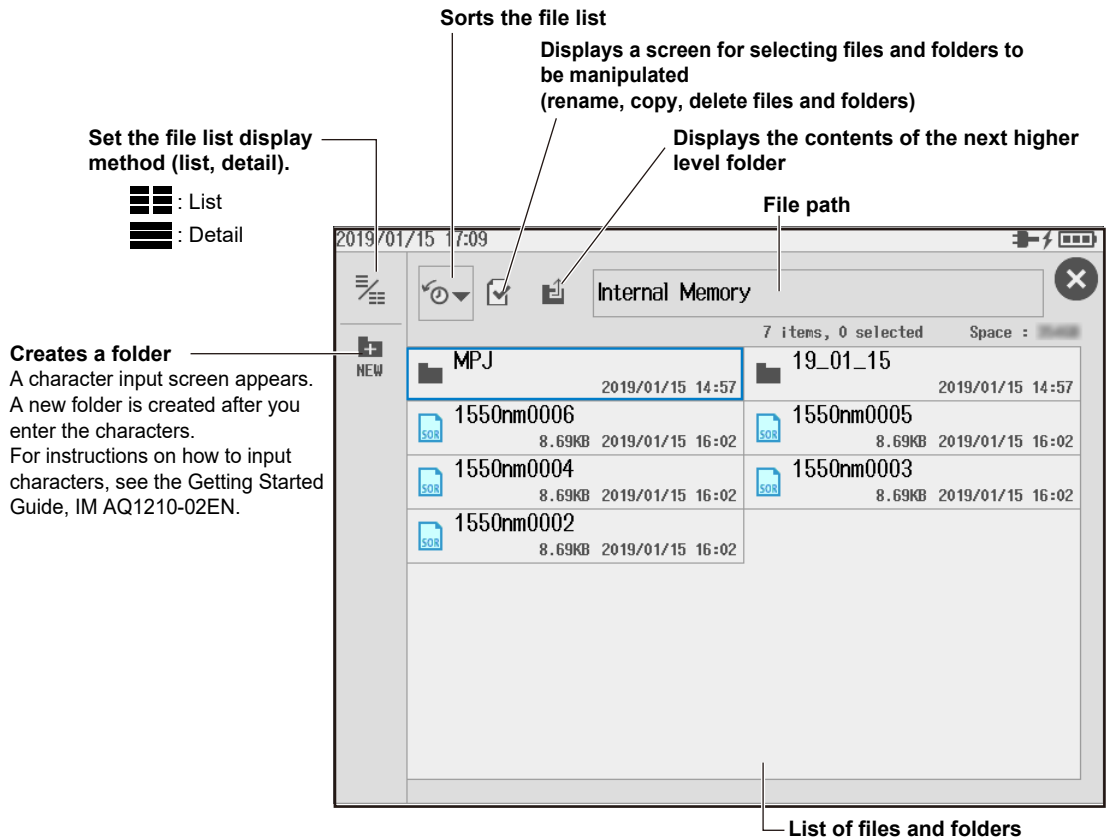 Sorts the file list
Displays a screen for selecting files and folders to
be manipulated
(rename, copy, delete files and folders)
Set the file list display
method (list, detail).
: List
: Detail
Displays the contents of the next higher
level folder
File path
2019/01/15 17:09
Internal Memory
7 items, 0 selected Space :
Creates a folder
A character input screen appears.
A new folder is created after you
enter the characters.
For instructions on how to input
characters, see the Getting Started
Guide, IM AQ1210-02EN.
NEW
MPJ
2019/01/15 14:57
19_01_15
2019/01/15 14:57
SOR 1550nm0006
8.69KB 2019/01/15 16:02
SOR 1550nm0005
8.69KB 2019/01/15 16:02
SOR 1550nm0004
8.69KB 2019/01/15 16:02
SOR 1550nm0003
8.69KB 2019/01/15 16:02
SOR 1550nm0002
8.69KB 2019/01/15 16:02
List of files and folders